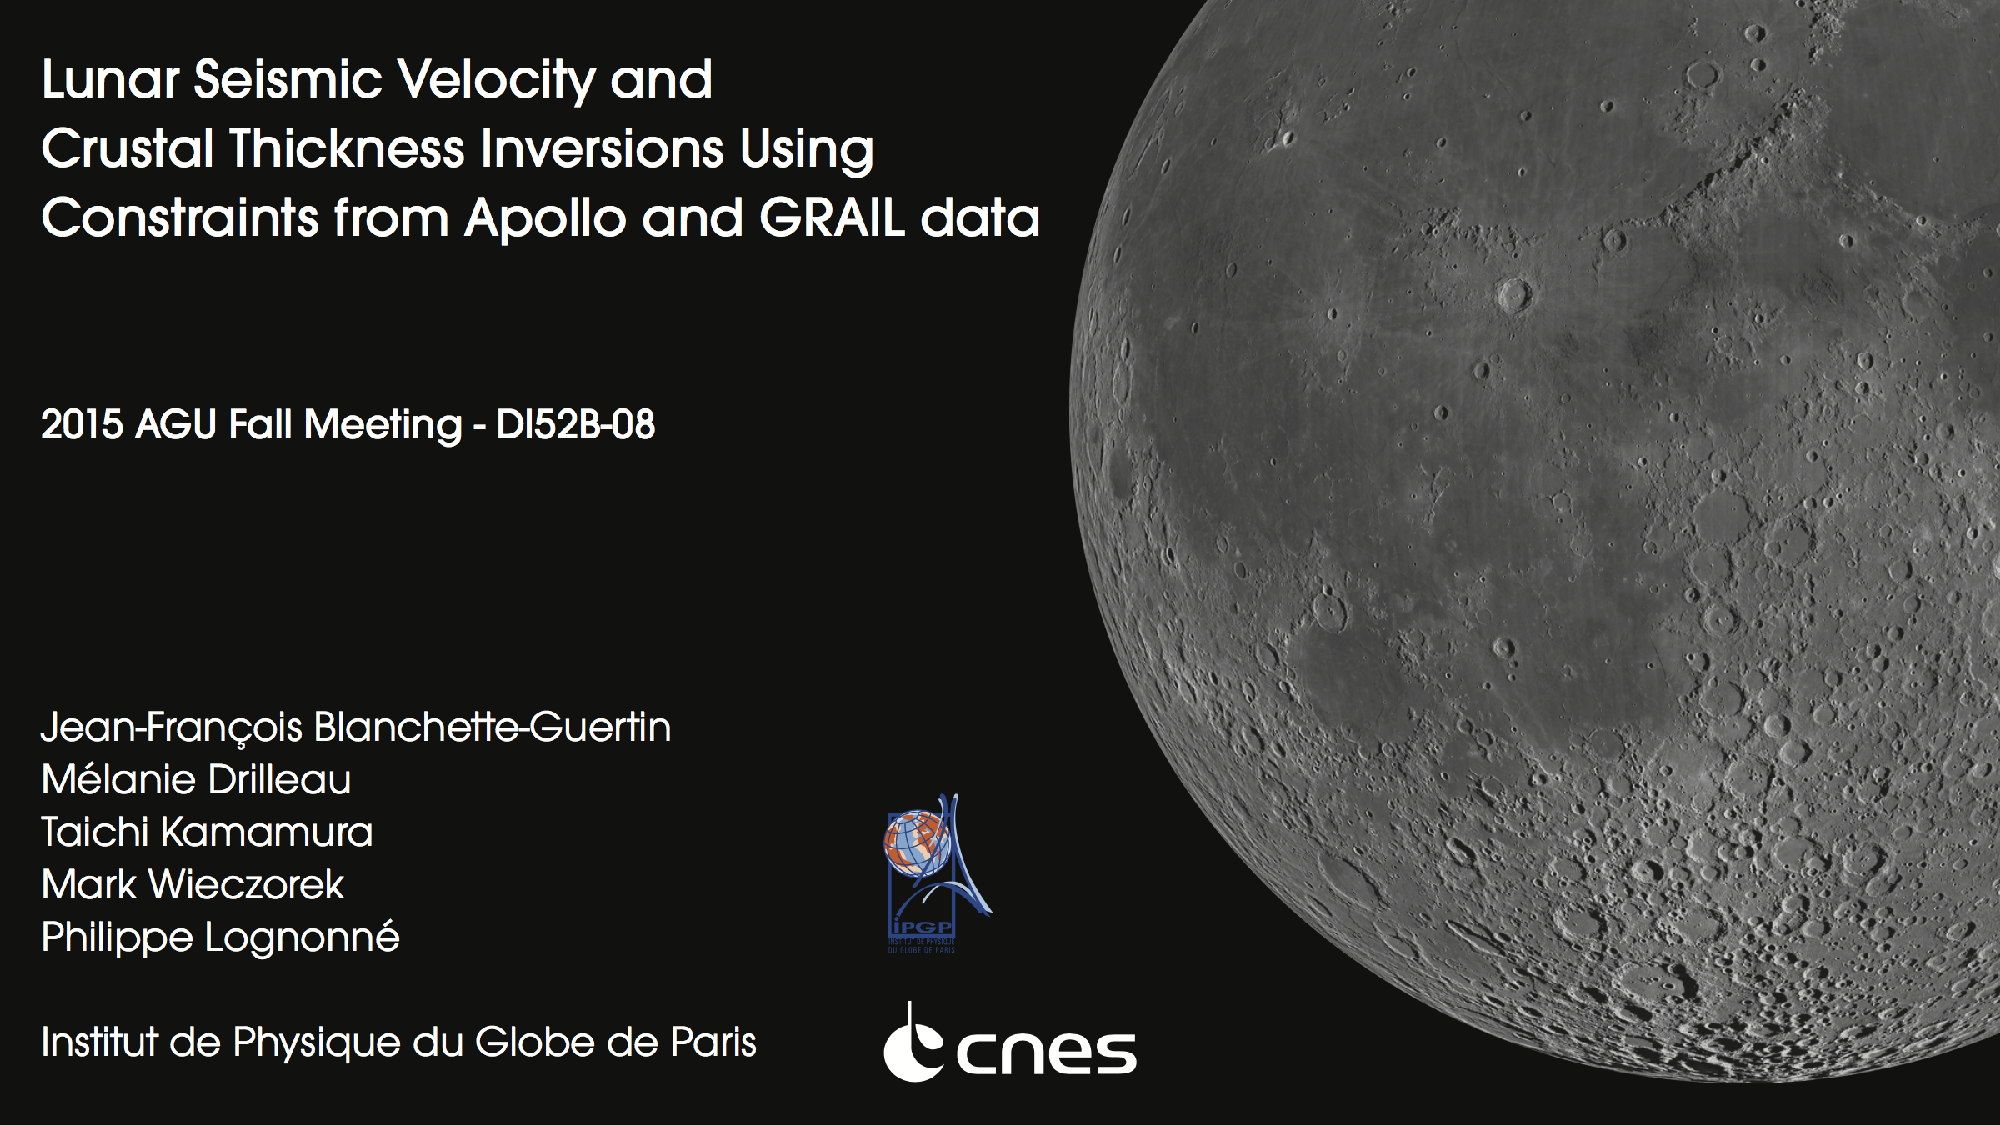 Lunar Seismic Velocity and
Crustal Thickness Inversions Using
Constraints from Apollo and GRAIL data
2015 AGU Fall Meeting - DI52B-08
Jean-François Blanchette-Guertin
Mélanie Drilleau
Taichi Kamamura
Mark Wieczorek
Philippe Lognonné
Institut de Physique du Globe de Paris
iPGP
INSTITUT DE PHYSIQUE
DU GLOBE DE PARIS
cnes